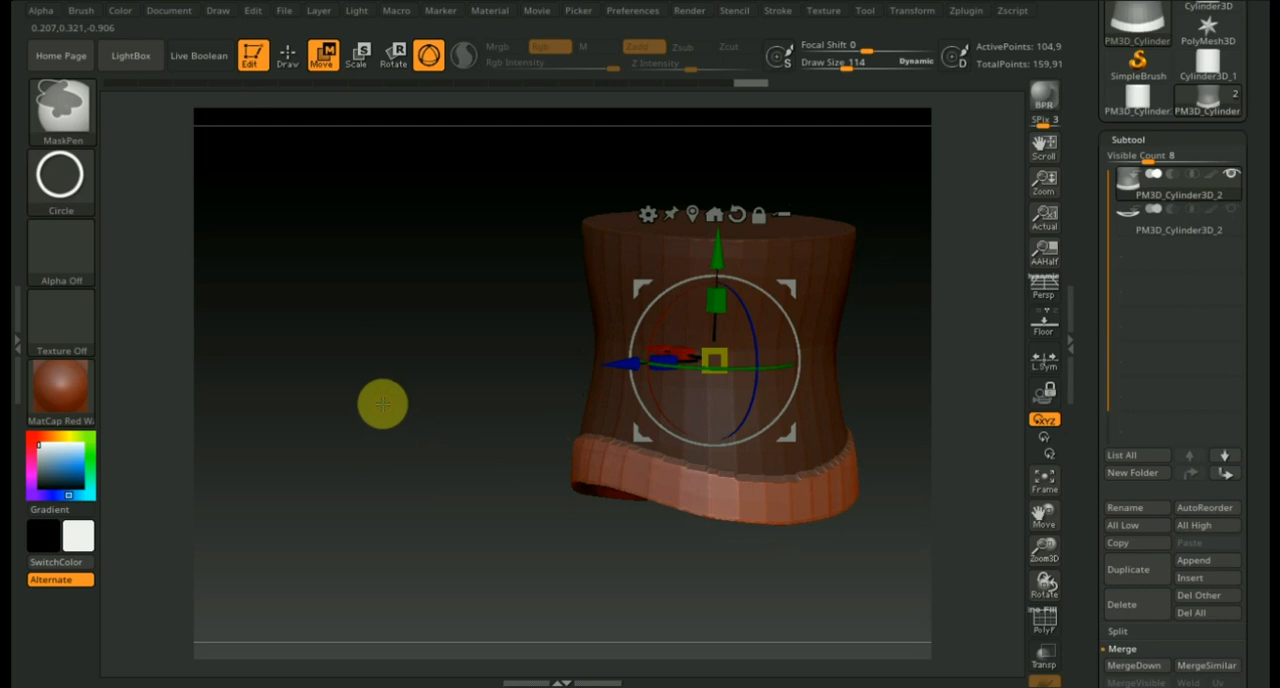 Alpha Brush Color Document Draw Edit File Layer Light Macro Marker Material Movie Picker Preferences Render Stencil Stroke Texture Tool Transform Zplugin Zscript
0.207,0.321,-0.906
Home Page LightBox Live Boolean Edit Draw Move Scale Rotate
Mrgb Rgb M Zadd Zsub Zcut
Rgb Intensity Z Intensity
S Focal Shift 0
Draw Size 114 Dynamic D
ActivePoints: 104,9
TotalPoints: 159,91
MaskPen
Circle
Alpha Off
Texture Off
MatCap Red W
Gradient
SwitchColor
Alternate
BPR
SPix 3
Scroll
Zoom
Actual
AAHalf
Dynamic
Persp
Floor
L.Sym
XYZ
Frame
Move
Zoom3D
Rotate
PolyF
Transp
Cylinder3D
PM3D_Cylinder PolyMesh3D
SimpleBrush Cylinder3D_1
2
PM3D_Cylinder PM3D_Cylinder
Subtool
Visible Count 8
PM3D_Cylinder3D_2
PM3D_Cylinder3D_2
List All
New Folder
Rename AutoReorder
All Low All High
Copy Paste
Duplicate Append
Insert
Delete Del Other
Del All
Split
Merge
MergeDown MergeSimilar
MergeVisible Weld Uv